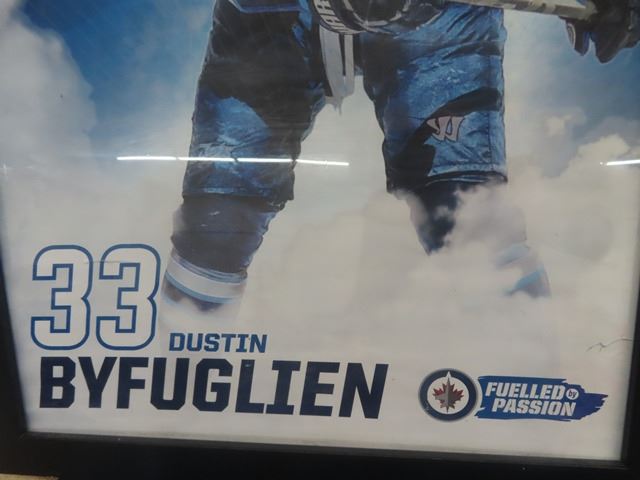 33 DUSTIN
BYFUGLIEN
FUELLED BY
PASSION